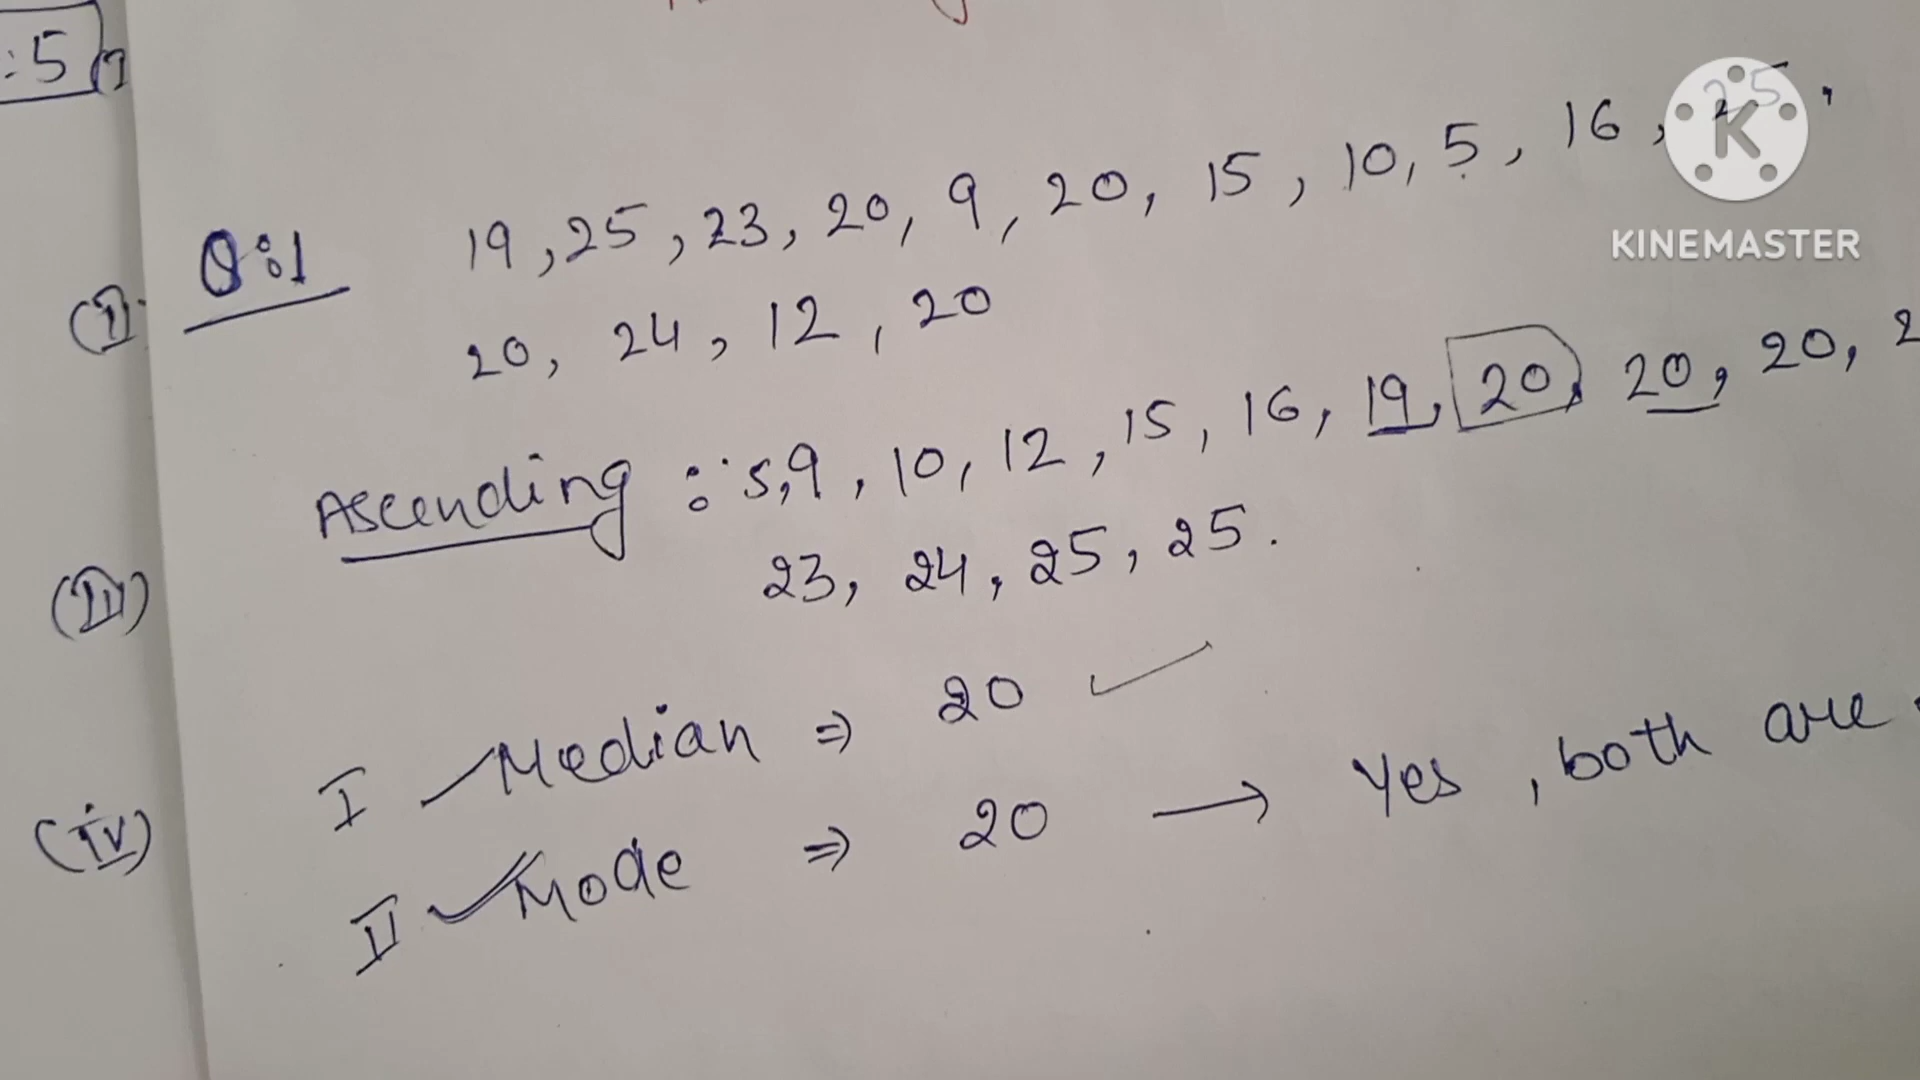 :5
Q:1 19, 25, 23, 20, 9, 20, 15, 10, 5, 16, 25,
20, 24, 12, 20
Ascending: 5, 9, 10, 12, 15, 16, 19, 20, 20, 20, 2
23, 24, 25, 25.
I Median ⇒ 20 ✓
II Mode ⇒ 20 → Yes, both are
(II)
(III)
(iv)
K
KINEMASTER